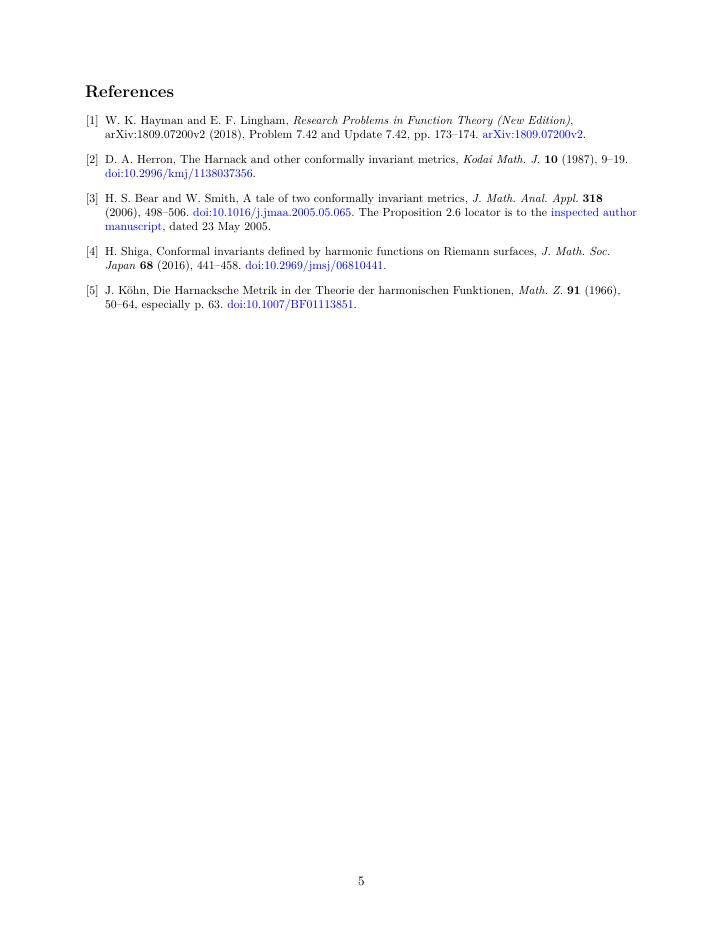 References
[1] W. K. Hayman and E. F. Lingham, Research Problems in Function Theory (New Edition),
arXiv:1809.07200v2 (2018), Problem 7.42 and Update 7.42, pp. 173–174. arXiv:1809.07200v2.
[2] D. A. Herron, The Harnack and other conformally invariant metrics, Kodai Math. J. 10 (1987), 9–19.
doi:10.2996/kmj/1138037356.
[3] H. S. Bear and W. Smith, A tale of two conformally invariant metrics, J. Math. Anal. Appl. 318
(2006), 498–506. doi:10.1016/j.jmaa.2005.05.065. The Proposition 2.6 locator is to the inspected author
manuscript, dated 23 May 2005.
[4] H. Shiga, Conformal invariants defined by harmonic functions on Riemann surfaces, J. Math. Soc.
Japan 68 (2016), 441–458. doi:10.2969/jmsj/06810441.
[5] J. Köhn, Die Harnacksche Metrik in der Theorie der harmonischen Funktionen, Math. Z. 91 (1966),
50–64, especially p. 63. doi:10.1007/BF01113851.
5